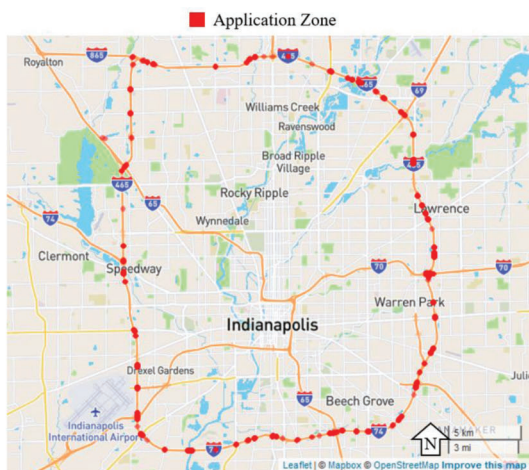 Application Zone
Royalton
865
465
465
69
Williams Creek
Ravenswood
Broad Ripple
Village
465
Rocky Ripple
65
Lawrence
74
Wynnedale
Clermont
Speedway
70
70
Warren Park
Indianapolis
Drexel Gardens
Beech Grove
65
74
Indianapolis
International Airport
N
5 km
3 mi
Leaflet | © Mapbox © OpenStreetMap Improve this map